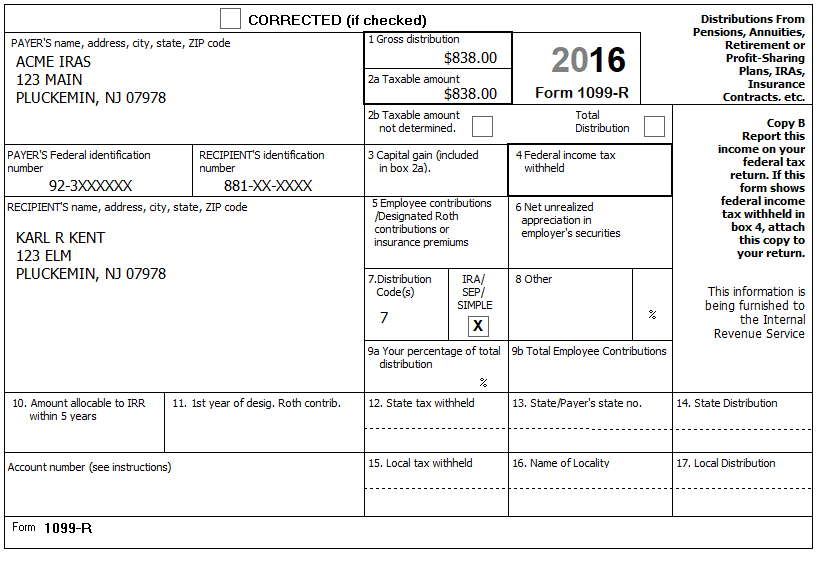 CORRECTED (if checked)
PAYER'S name, address, city, state, ZIP code
ACME IRAS
123 MAIN
PLUCKEMIN, NJ 07978
1 Gross distribution
$838.00
2a Taxable amount
$838.00
2016
Form 1099-R
Distributions From
Pensions, Annuities,
Retirement or
Profit-Sharing
Plans, IRAs,
Insurance
Contracts, etc.
2b Taxable amount
not determined.
Total
Distribution
Copy B
Report this
income on your
federal tax
return. If this
form shows
federal income
tax withheld in
box 4, attach
this copy to
your return.
PAYER'S Federal identification
number
92-3XXXXXX
RECIPIENT'S identification
number
881-XX-XXXX
3 Capital gain (included
in box 2a).
4 Federal income tax
withheld
RECIPIENT'S name, address, city, state, ZIP code
KARL R KENT
123 ELM
PLUCKEMIN, NJ 07978
5 Employee contributions
/Designated Roth
contributions or
insurance premiums
6 Net unrealized
appreciation in
employer's securities
7.Distribution
Code(s)
7
IRA/
SEP/
SIMPLE
X
8 Other
%
This information is
being furnished to
the Internal
Revenue Service
9a Your percentage of total
distribution
%
9b Total Employee Contributions
10. Amount allocable to IRR
within 5 years
11. 1st year of desig. Roth contrib.
12. State tax withheld
13. State/Payer's state no.
14. State Distribution
Account number (see instructions)
15. Local tax withheld
16. Name of Locality
17. Local Distribution
Form 1099-R